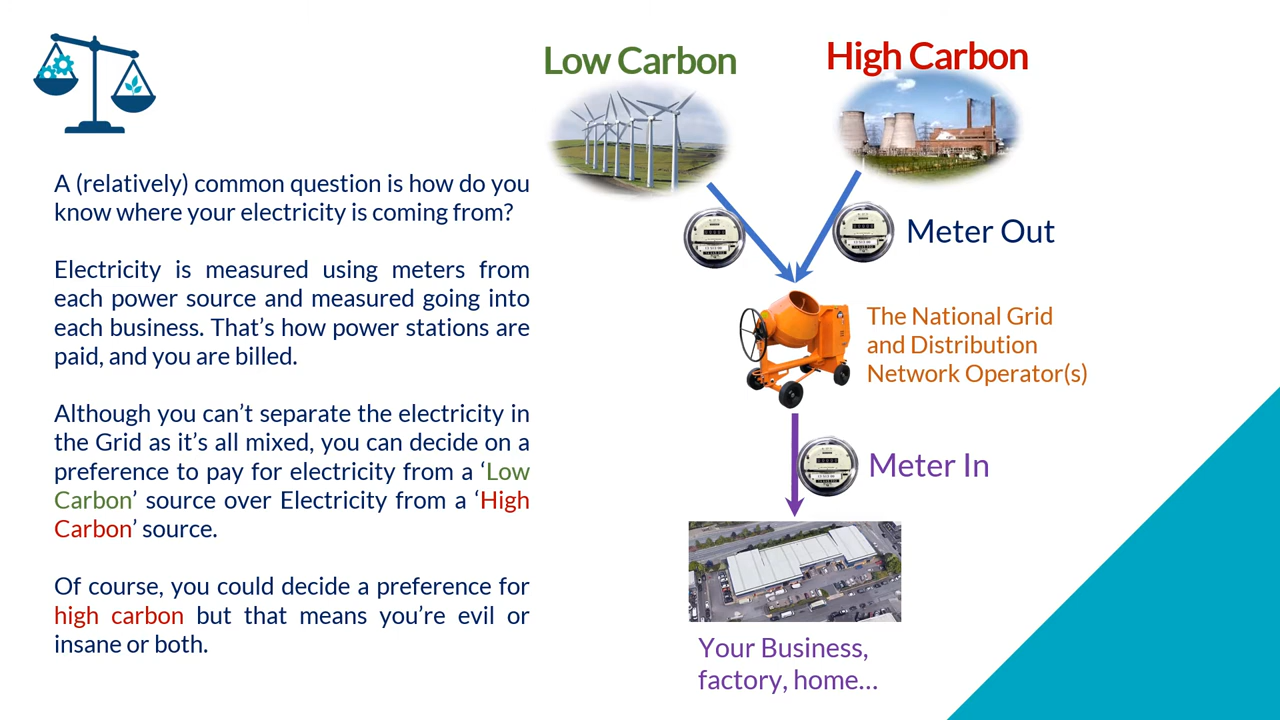 A (relatively) common question is how do you
know where your electricity is coming from?
Electricity is measured using meters from
each power source and measured going into
each business. That’s how power stations are
paid, and you are billed.
Although you can’t separate the electricity in
the Grid as it’s all mixed, you can decide on a
preference to pay for electricity from a ‘Low
Carbon’ source over Electricity from a ‘High
Carbon’ source.
Of course, you could decide a preference for
high carbon but that means you’re evil or
insane or both.
Low Carbon
High Carbon
Meter Out
The National Grid
and Distribution
Network Operator(s)
Meter In
Your Business,
factory, home…